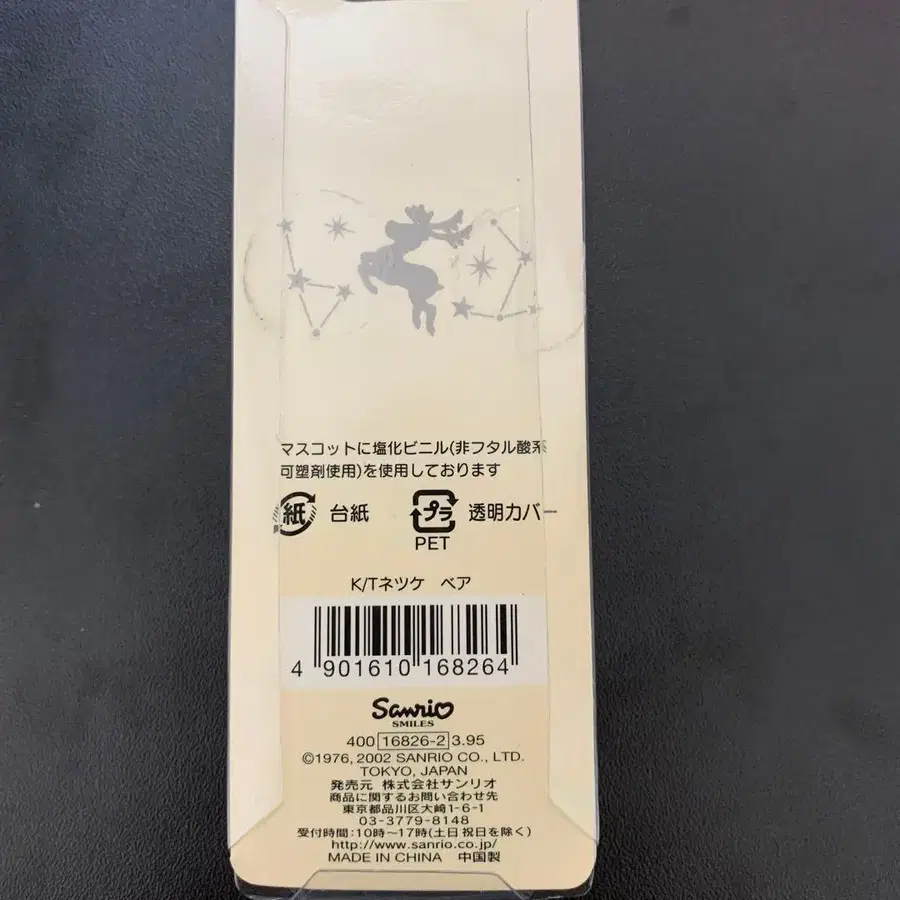 マスコットに塩化ビニル(非フタル酸系
可塑剤使用)を使用しております
紙 台紙 プラ 透明カバー
PET
K/Tネツケ ベア
4 901610 168264
Sanrio
SMILES
400 16826-2 3.95
©1976, 2002 SANRIO CO., LTD.
TOKYO, JAPAN
発売元 株式会社サンリオ
商品に関するお問い合わせ先
東京都品川区大崎1-6-1
03-3779-8148
受付時間:10時~17時(土日祝日を除く)
http://www.sanrio.co.jp/
MADE IN CHINA 中国製